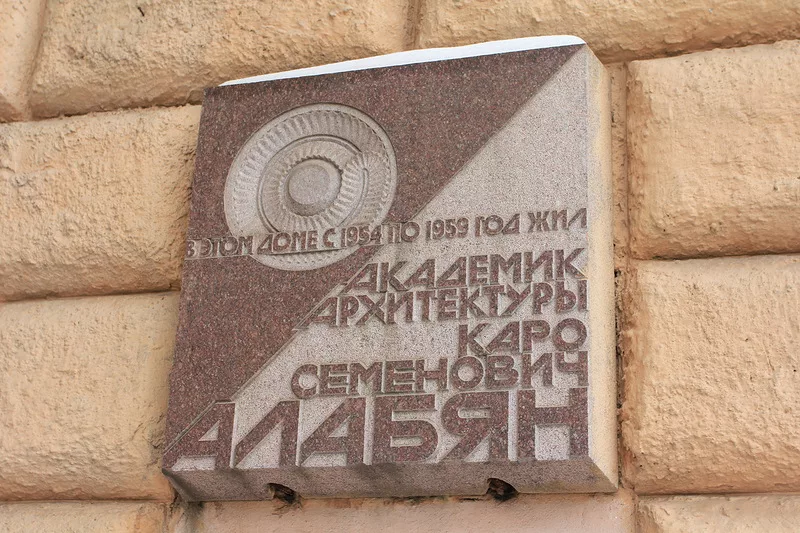 В ЭТОМ ДОМЕ С 1954 ПО 1959 ГОД ЖИЛ
АКАДЕМИК
АРХИТЕКТУРЫ
КАРО
СЕМЕНОВИЧ
АЛАБЯН